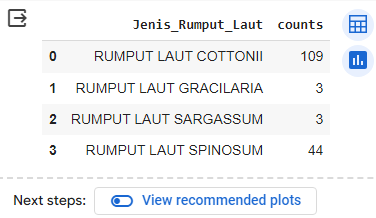 Jenis_Rumput_Laut counts
0 RUMPUT LAUT COTTONII 109
1 RUMPUT LAUT GRACILARIA 3
2 RUMPUT LAUT SARGASSUM 3
3 RUMPUT LAUT SPINOSUM 44
Next steps: View recommended plots